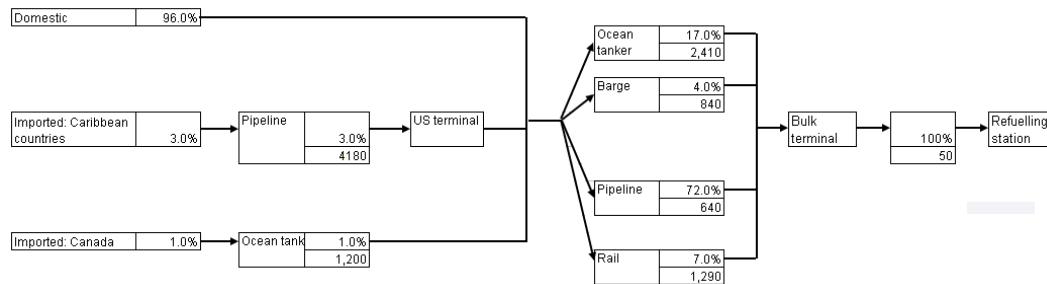 Domestic 96.0%
Imported: Caribbean
countries 3.0%
Pipeline 3.0%
4180
US terminal
Imported: Canada 1.0%
Ocean tank 1.0%
1,200
Ocean 17.0%
tanker 2,410
Barge 4.0%
840
Pipeline 72.0%
640
Rail 7.0%
1,290
Bulk
terminal
100%
50
Refuelling
station